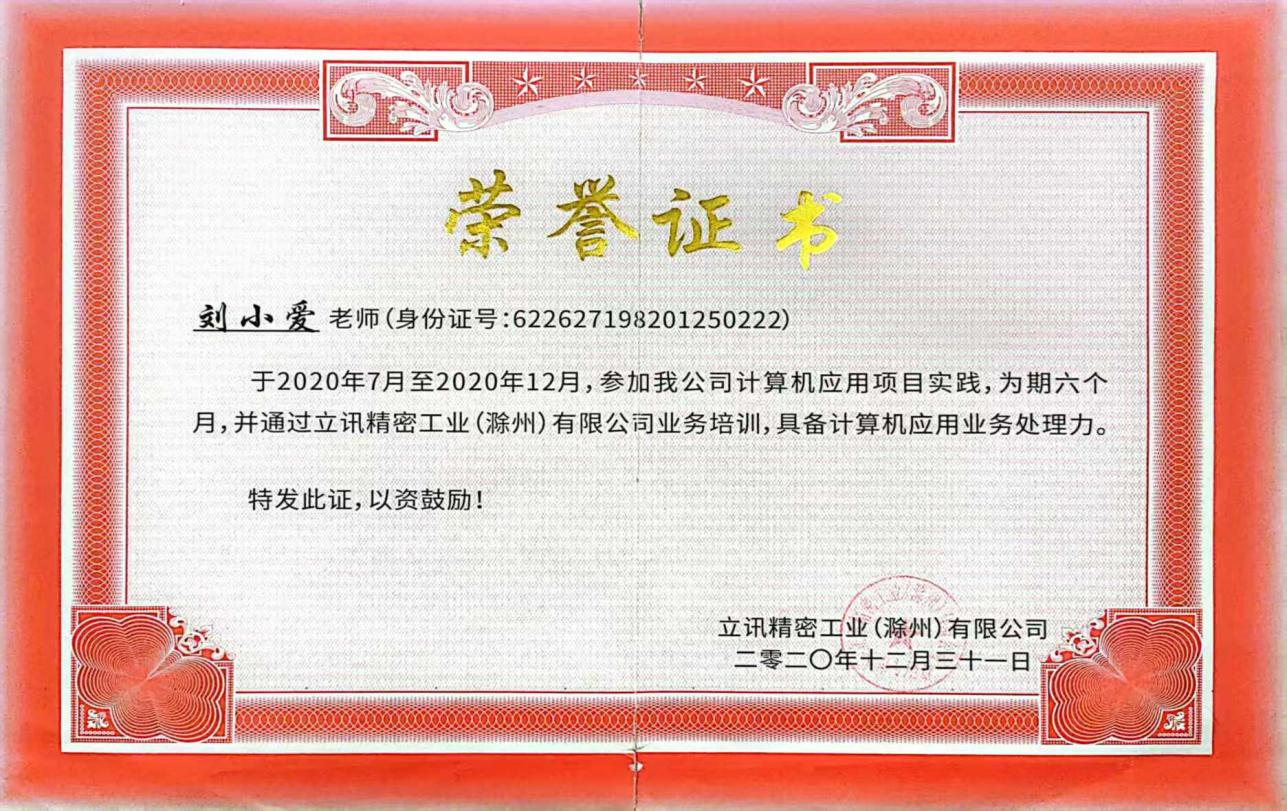 荣誉证书
刘小爱 老师(身份证号:622627198201250222)
于2020年7月至2020年12月,参加我公司计算机应用项目实践,为期六个
月,并通过立讯精密工业(滁州)有限公司业务培训,具备计算机应用业务处理力。
特发此证,以资鼓励!
立讯精密工业(滁州)有限公司
二零二〇年十二月三十一日